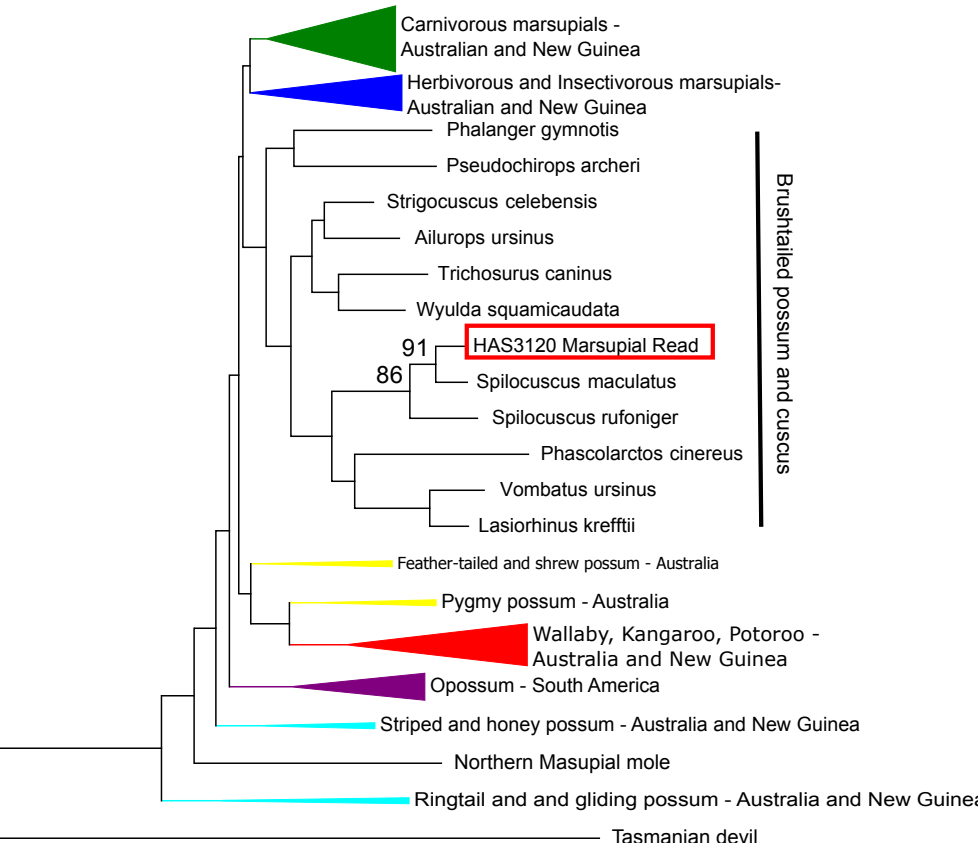 Carnivorous marsupials -
Australian and New Guinea
Herbivorous and Insectivorous marsupials-
Australian and New Guinea
Phalanger gymnotis
Pseudochirops archeri
Strigocuscus celebensis
Ailurops ursinus
Trichosurus caninus
Wyulda squamicaudata
91
HAS3120 Marsupial Read
86
Spilocuscus maculatus
Spilocuscus rufoniger
Phascolarctos cinereus
Vombatus ursinus
Lasiorhinus krefftii
Brushtailed possum and cuscus
Feather-tailed and shrew possum - Australia
Pygmy possum - Australia
Wallaby, Kangaroo, Potoroo -
Australia and New Guinea
Opossum - South America
Striped and honey possum - Australia and New Guinea
Northern Masupial mole
Ringtail and and gliding possum - Australia and New Guinea
Tasmanian devil